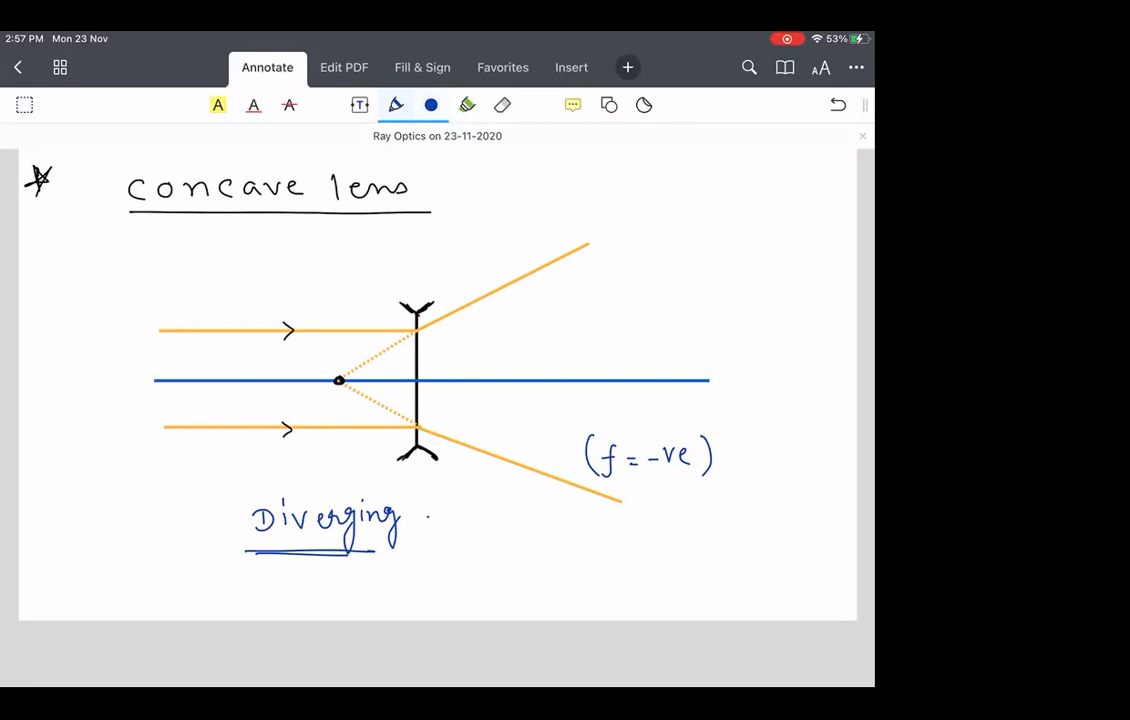 2:57 PM Mon 23 Nov
53%
Annotate Edit PDF Fill & Sign Favorites Insert +
AA
A A A T
Ray Optics on 23-11-2020
concave lens
(f = -ve)
Diverging